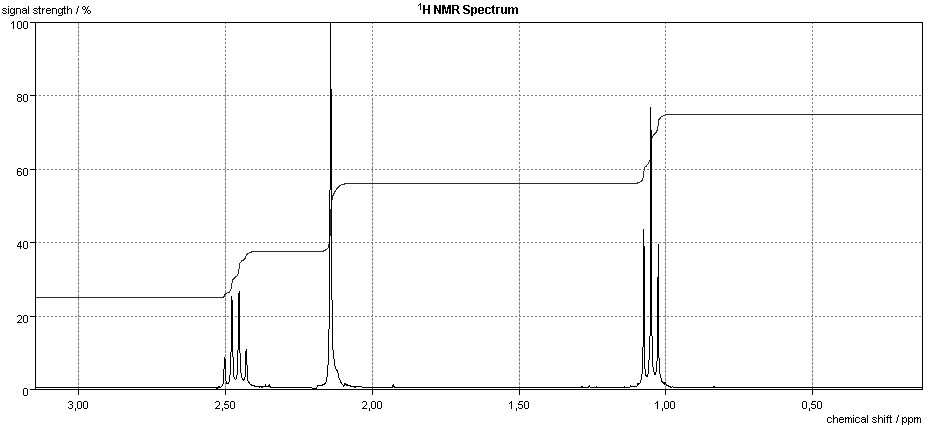 signal strength / %
¹H NMR Spectrum
100
80
60
40
20
0
3,00 2,50 2,00 1,50 1,00 0,50
chemical shift / ppm